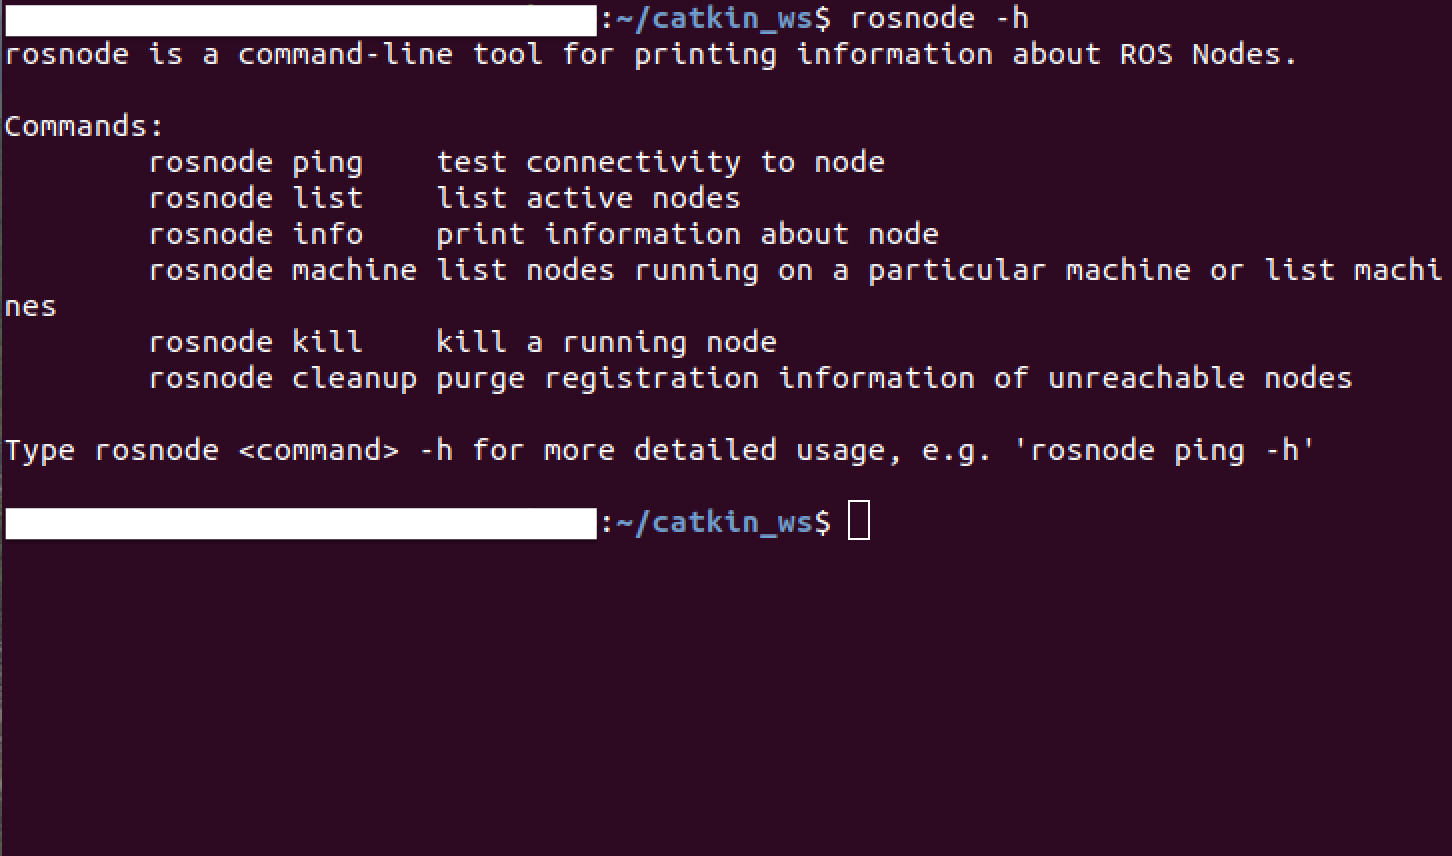 :~/catkin_ws$ rosnode -h
rosnode is a command-line tool for printing information about ROS Nodes.
Commands:
rosnode ping    test connectivity to node
rosnode list    list active nodes
rosnode info    print information about node
rosnode machine list nodes running on a particular machine or list machi
nes
rosnode kill    kill a running node
rosnode cleanup purge registration information of unreachable nodes
Type rosnode <command> -h for more detailed usage, e.g. 'rosnode ping -h'
:~/catkin_ws$